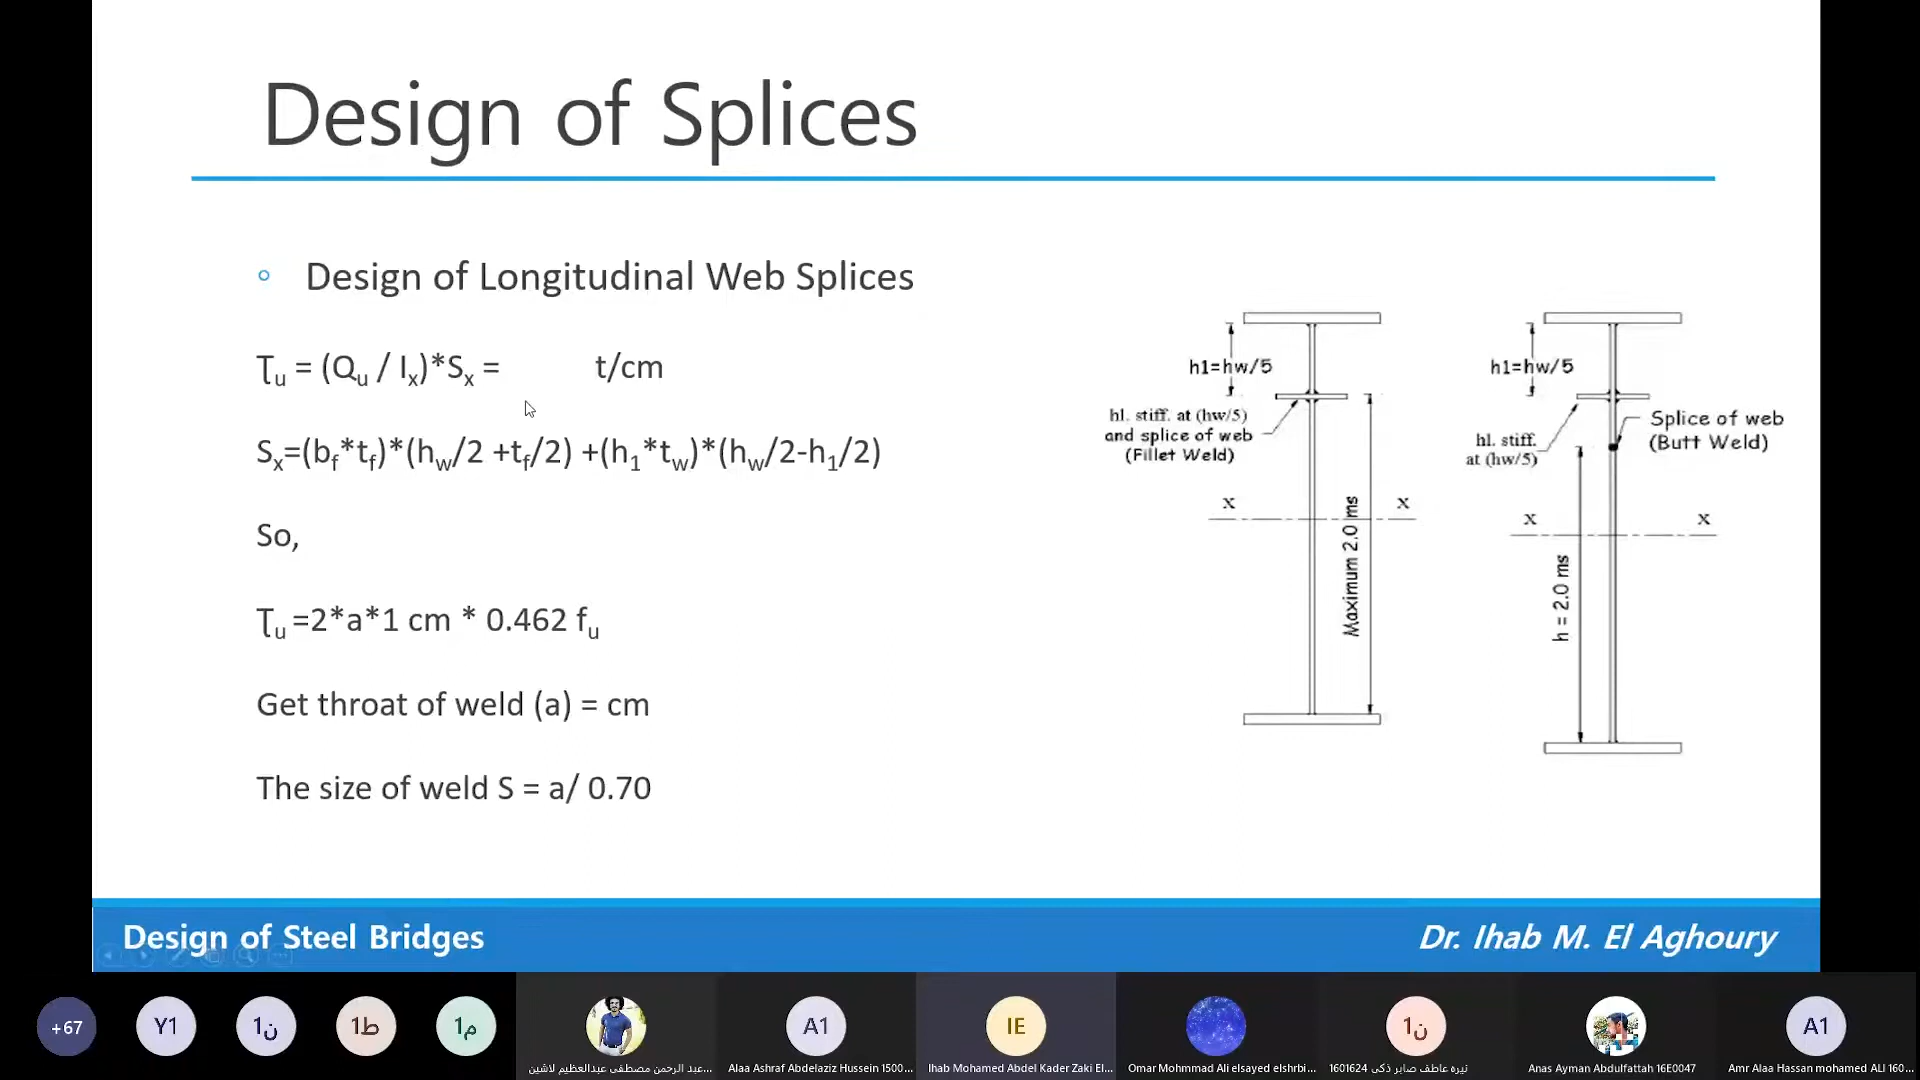 Design of Splices
Design of Longitudinal Web Splices
Ʈu = (Qu / Ix)*Sx = t/cm
Sx=(bf*tf)*(hw/2 +tf/2) +(h1*tw)*(hw/2-h1/2)
So,
Ʈu =2*a*1 cm * 0.462 fu
Get throat of weld (a) = cm
The size of weld S = a/ 0.70
h1=hw/5
hl. stiff. at (hw/5)
and splice of web
(Fillet Weld)
x
x
Maximum 2.0 ms
h1=hw/5
Splice of web
(Butt Weld)
hl. stiff.
at (hw/5)
x
x
h = 2.0 ms
Design of Steel Bridges
Dr. Ihab M. El Aghoury
+67
Y1
ن1
ط1
م1
A1
IE
ن1
A1
عبد الرحمن مصطفى عبدالعظيم لاشين...
Alaa Ashraf Abdelaziz Hussein 1500...
Ihab Mohamed Abdel Kader Zaki El...
Omar Mohmmad Ali elsayed elshrbi...
نيره عاطف صابر ذكى 1601624
Anas Ayman Abdulfattah 16E0047
Amr Alaa Hassan mohamed ALI 160...